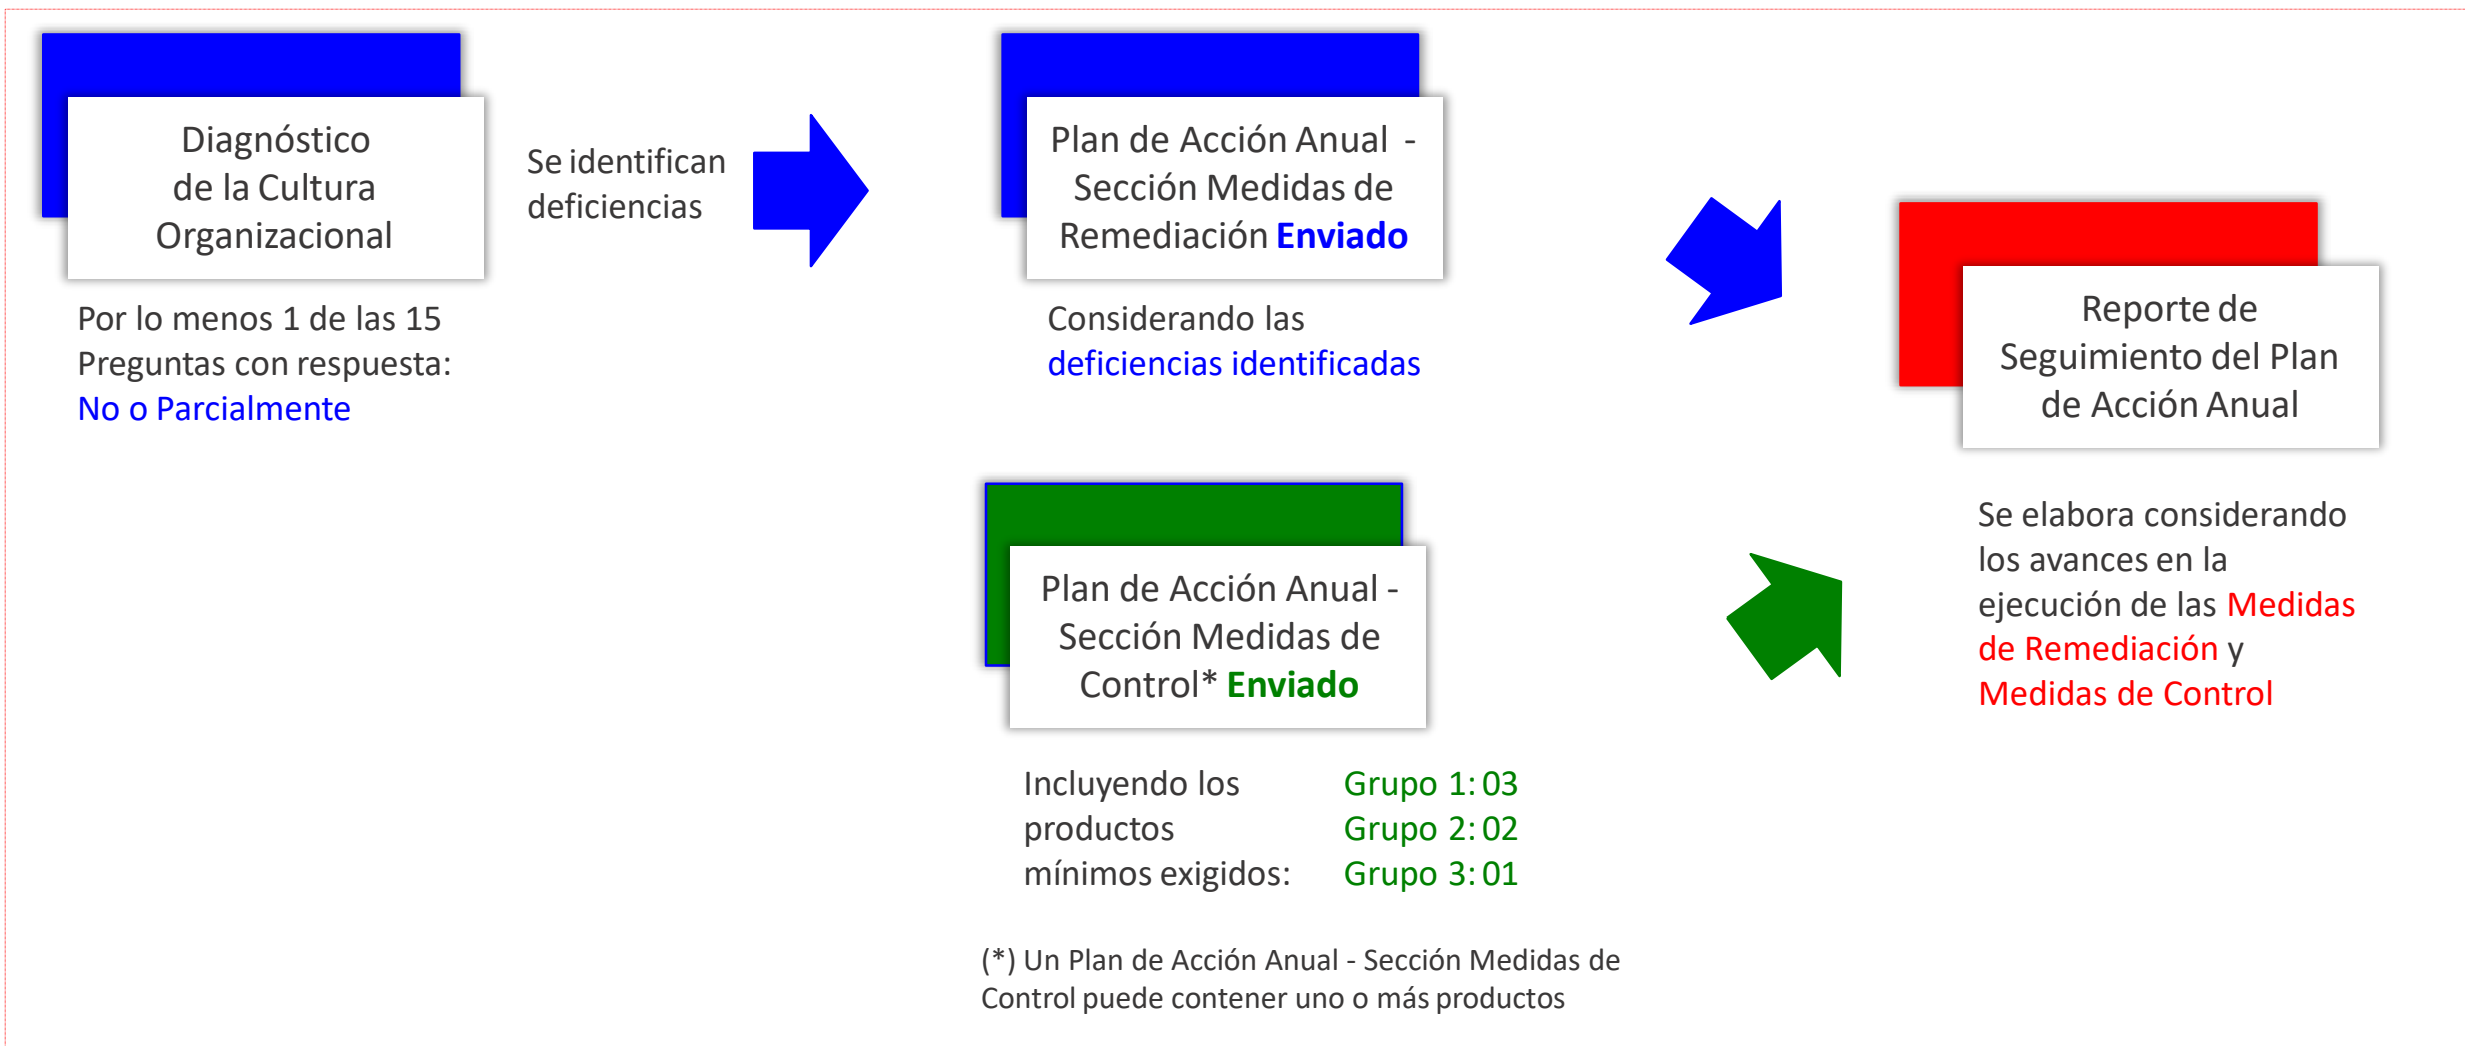 Diagnóstico
de la Cultura
Organizacional
Por lo menos 1 de las 15
Preguntas con respuesta:
No o Parcialmente
Se identifican
deficiencias
Plan de Acción Anual -
Sección Medidas de
Remediación Enviado
Considerando las
deficiencias identificadas
Plan de Acción Anual -
Sección Medidas de
Control* Enviado
Incluyendo los
productos
mínimos exigidos:
Grupo 1: 03
Grupo 2: 02
Grupo 3: 01
(*) Un Plan de Acción Anual - Sección Medidas de
Control puede contener uno o más productos
Reporte de
Seguimiento del Plan
de Acción Anual
Se elabora considerando
los avances en la
ejecución de las Medidas
de Remediación y
Medidas de Control